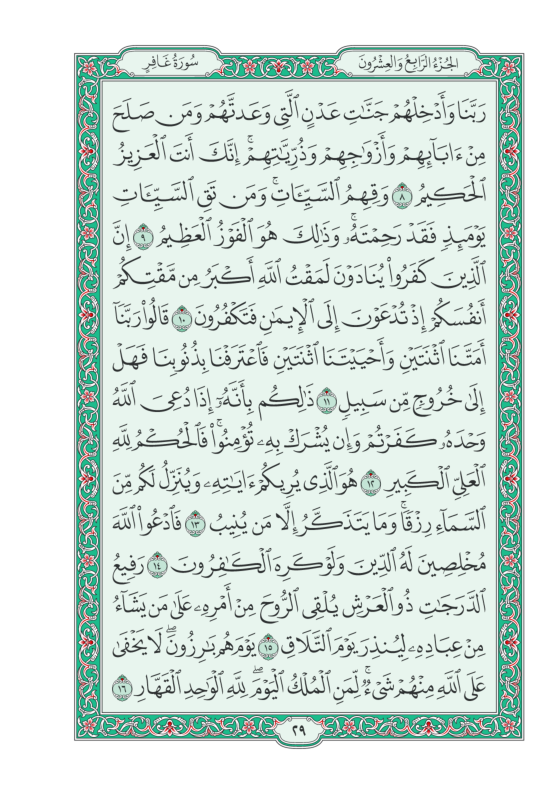 الجُزْءُ الرَّابِعُ وَالعِشْرُونَ
سُورَةُ غَافِرٍ
رَبَّنَا وَأَدْخِلْهُمْ جَنَّٰتِ عَدْنٍ ٱلَّتِي وَعَدتَّهُمْ وَمَن صَلَحَ
مِنْ ءَابَآئِهِمْ وَأَزْوَٰجِهِمْ وَذُرِّيَّٰتِهِمْۚ إِنَّكَ أَنتَ ٱلْعَزِيزُ
ٱلْحَكِيمُ ٨ وَقِهِمُ ٱلسَّيِّـَٔاتِۚ وَمَن تَقِ ٱلسَّيِّـَٔاتِ
يَوْمَئِذٍ فَقَدْ رَحِمْتَهُۥۚ وَذَٰلِكَ هُوَ ٱلْفَوْزُ ٱلْعَظِيمُ ٩ إِنَّ
ٱلَّذِينَ كَفَرُوا۟ يُنَادَوْنَ لَمَقْتُ ٱللَّهِ أَكْبَرُ مِن مَّقْتِكُمْ
أَنفُسَكُمْ إِذْ تُدْعَوْنَ إِلَى ٱلْإِيمَٰنِ فَتَكْفُرُونَ ١٠ قَالُوا۟ رَبَّنَآ
أَمَتَّنَا ٱثْنَتَيْنِ وَأَحْيَيْتَنَا ٱثْنَتَيْنِ فَٱعْتَرَفْنَا بِذُنُوبِنَا فَهَلْ
إِلَىٰ خُرُوجٍ مِّن سَبِيلٍ ١١ ذَٰلِكُم بِأَنَّهُۥٓ إِذَا دُعِيَ ٱللَّهُ
وَحْدَهُۥ كَفَرْتُمْ وَإِن يُشْرَكْ بِهِۦ تُؤْمِنُوا۟ۚ فَٱلْحُكْمُ لِلَّهِ
ٱلْعَلِيِّ ٱلْكَبِيرِ ١٢ هُوَ ٱلَّذِي يُرِيكُمْ ءَايَٰتِهِۦ وَيُنَزِّلُ لَكُم مِّنَ
ٱلسَّمَآءِ رِزْقًاۚ وَمَا يَتَذَكَّرُ إِلَّا مَن يُنِيبُ ١٣ فَٱدْعُوا۟ ٱللَّهَ
مُخْلِصِينَ لَهُ ٱلدِّينَ وَلَوْ كَرِهَ ٱلْكَٰفِرُونَ ١٤ رَفِيعُ
ٱلدَّرَجَٰتِ ذُو ٱلْعَرْشِ يُلْقِي ٱلرُّوحَ مِنْ أَمْرِهِۦ عَلَىٰ مَن يَشَآءُ
مِنْ عِبَادِهِۦ لِيُنذِرَ يَوْمَ ٱلتَّلَاقِ ١٥ يَوْمَ هُم بَٰرِزُونَۖ لَا يَخْفَىٰ
عَلَى ٱللَّهِ مِنْهُمْ شَيْءٌۚ لِّمَنِ ٱلْمُلْكُ ٱلْيَوْمَۖ لِلَّهِ ٱلْوَٰحِدِ ٱلْقَهَّارِ ١٦
٢٩